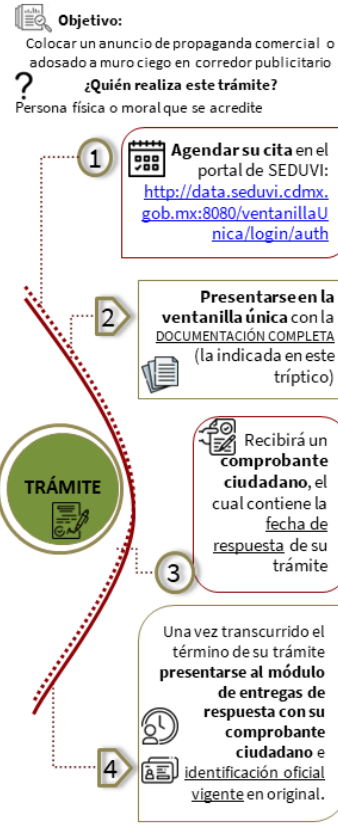 Objetivo:
Colocar un anuncio de propaganda comercial o
adosado a muro ciego en corredor publicitario
? ¿Quién realiza este trámite?
Persona física o moral que se acredite
1
Agendar su cita en el
portal de SEDUVI:
http://data.seduvi.cdmx.
gob.mx:8080/ventanillaU
nica/login/auth
2
Presentarse en la
ventanilla única con la
DOCUMENTACIÓN COMPLETA
(la indicada en este
tríptico)
TRÁMITE
3
Recibirá un
comprobante
ciudadano, el
cual contiene la
fecha de
respuesta de su
trámite
4
Una vez transcurrido el
término de su trámite
presentarse al módulo
de entregas de
respuesta con su
comprobante
ciudadano e
identificación oficial
vigente en original.